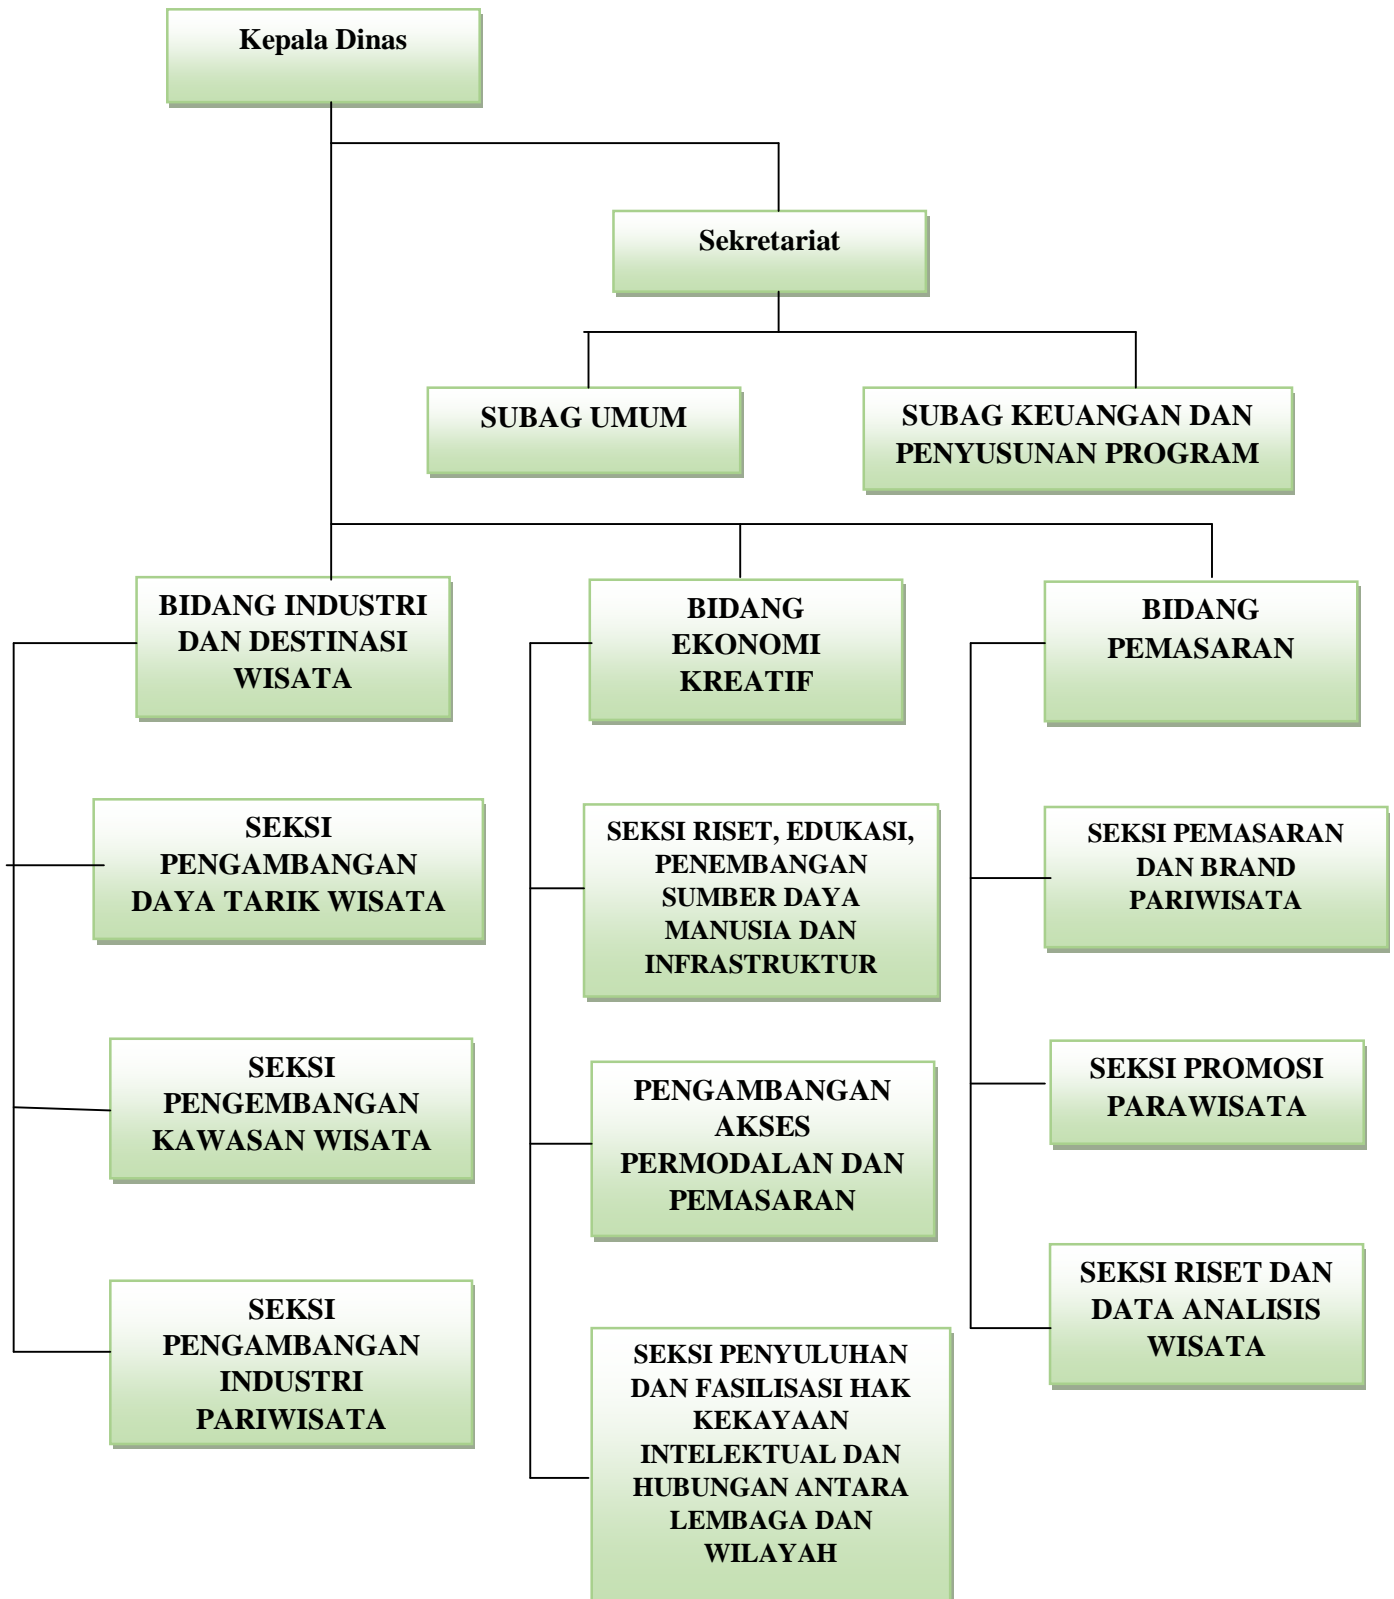 Kepala Dinas
Sekretariat
SUBAG UMUM
SUBAG KEUANGAN DAN
PENYUSUNAN PROGRAM
BIDANG INDUSTRI
DAN DESTINASI
WISATA
BIDANG
EKONOMI
KREATIF
BIDANG
PEMASARAN
SEKSI
PENGAMBANGAN
DAYA TARIK WISATA
SEKSI RISET, EDUKASI,
PENEMBANGAN
SUMBER DAYA
MANUSIA DAN
INFRASTRUKTUR
SEKSI PEMASARAN
DAN BRAND
PARIWISATA
SEKSI
PENGEMBANGAN
KAWASAN WISATA
PENGAMBANGAN
AKSES
PERMODALAN DAN
PEMASARAN
SEKSI PROMOSI
PARAWISATA
SEKSI
PENGAMBANGAN
INDUSTRI
PARIWISATA
SEKSI PENYULUHAN
DAN FASILISASI HAK
KEKAYAAN
INTELEKTUAL DAN
HUBUNGAN ANTARA
LEMBAGA DAN
WILAYAH
SEKSI RISET DAN
DATA ANALISIS
WISATA